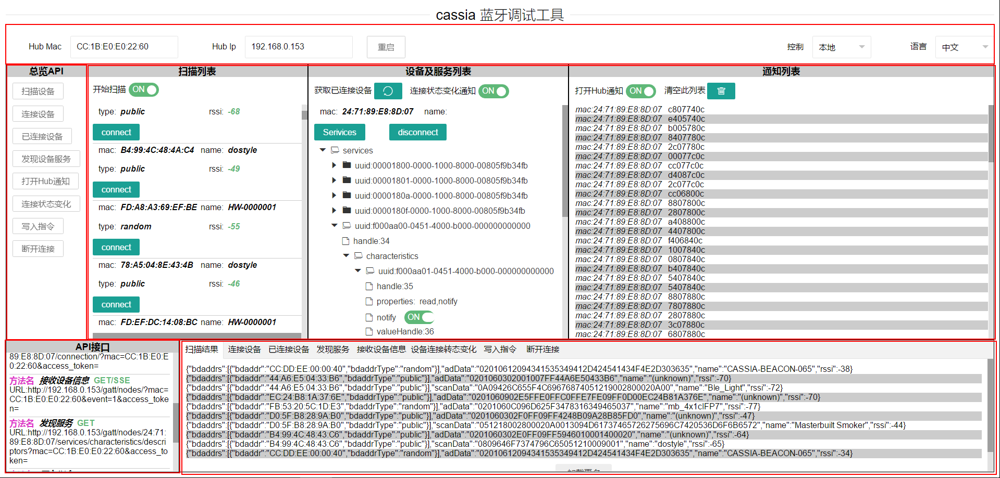 cassia 蓝牙调试工具
Hub Mac CC:1B:E0:E0:22:60 Hub Ip 192.168.0.153 重启 控制 本地 语言 中文
总览API
扫描设备
连接设备
已连接设备
发现设备服务
打开Hub通知
连接状态变化
写入指令
断开连接
扫描列表
开始扫描 ON
type: public rssi: -68
connect
mac: B4:99:4C:48:4A:C4 name: dostyle
type: public rssi: -49
connect
mac: FD:A8:A3:69:EF:BE name: HW-0000001
type: random rssi: -55
connect
mac: 78:A5:04:8E:43:4B name: dostyle
type: public rssi: -46
connect
mac: FD:EF:DC:14:08:BC name: HW-0000001
设备及服务列表
获取已连接设备 连接状态变化通知 ON
mac: 24:71:89:E8:8D:07 name:
Serivices disconnect
services
uuid:00001800-0000-1000-8000-00805f9b34fb
uuid:00001801-0000-1000-8000-00805f9b34fb
uuid:0000180a-0000-1000-8000-00805f9b34fb
uuid:0000180f-0000-1000-8000-00805f9b34fb
uuid:f000aa00-0451-4000-b000-000000000000
handle:34
characteristics
uuid:f000aa01-0451-4000-b000-000000000000
handle:35
properties: read,notify
notify ON
valueHandle:36
通知列表
打开Hub通知 ON 清空此列表
mac:24:71:89:E8:8D:07 c807740c
mac:24:71:89:E8:8D:07 e405740c
mac:24:71:89:E8:8D:07 b005780c
mac:24:71:89:E8:8D:07 8407780c
mac:24:71:89:E8:8D:07 2c07780c
mac:24:71:89:E8:8D:07 00077c0c
mac:24:71:89:E8:8D:07 cc077c0c
mac:24:71:89:E8:8D:07 d4087c0c
mac:24:71:89:E8:8D:07 2c077c0c
mac:24:71:89:E8:8D:07 cc06800c
mac:24:71:89:E8:8D:07 8807800c
mac:24:71:89:E8:8D:07 2807800c
mac:24:71:89:E8:8D:07 a408800c
mac:24:71:89:E8:8D:07 4407800c
mac:24:71:89:E8:8D:07 f406840c
mac:24:71:89:E8:8D:07 1007840c
mac:24:71:89:E8:8D:07 0807840c
mac:24:71:89:E8:8D:07 b407840c
mac:24:71:89:E8:8D:07 5407840c
mac:24:71:89:E8:8D:07 5407840c
mac:24:71:89:E8:8D:07 8807880c
mac:24:71:89:E8:8D:07 7807880c
mac:24:71:89:E8:8D:07 2807880c
mac:24:71:89:E8:8D:07 3c07880c
mac:24:71:89:E8:8D:07 6807880c
API接口
89:E8:8D:07/connection/?mac=CC:1B:E0:E
0:22:60&access_token=
方法名 接收设备信息 GET/SSE
URL:http://192.168.0.153/gatt/nodes/?mac=
CC:1B:E0:E0:22:60&event=1&access_toke
n=
方法名 发现服务 GET
URL:http://192.168.0.153/gatt/nodes/24:71:
89:E8:8D:07/services/characteristics/descri
ptors?mac=CC:1B:E0:E0:22:60&access_to
ken=
扫描结果 连接设备 已连接设备 发现服务 接收设备信息 设备连接转态变化 写入指令 断开连接
{"bdaddrs":[{"bdaddr":"CC:DD:EE:00:00:40","bdaddrType":"random"}],"adData":"0201061209434153534​9412D424541434F4E2D303635","name":"CASSIA-BEACON-065","rssi":-38}
{"bdaddrs":[{"bdaddr":"44:A6:E5:04:33:B6","bdaddrType":"public"}],"adData":"0201060302001007FF44A6E50433B6","name":"(unknown)","rssi":-70}
{"bdaddrs":[{"bdaddr":"44:A6:E5:04:33:B6","bdaddrType":"public"}],"scanData":"0A09426C655F4C69676874051219002800020A00","name":"Ble_Light","rssi":-72}
{"bdaddrs":[{"bdaddr":"EC:24:B8:1A:37:6E","bdaddrType":"public"}],"adData":"0201060902E5FFE0FFC0FFE7FE09FF0D00EC24B81A376E","name":"(unknown)","rssi":-70}
{"bdaddrs":[{"bdaddr":"FB:53:20:5C:1D:E3","bdaddrType":"random"}],"adData":"0201060C096D625F3478316349465037","name":"mb_4x1cIFP7","rssi":-77}
{"bdaddrs":[{"bdaddr":"D0:5F:B8:28:9A:B0","bdaddrType":"public"}],"adData":"0201060302F0FF09FF4248B09A28B85FD0","name":"(unknown)","rssi":-47}
{"bdaddrs":[{"bdaddr":"D0:5F:B8:28:9A:B0","bdaddrType":"public"}],"scanData":"051218002800020A0013094D61737465726275696C7420536D6F6B6572","name":"Masterbuilt Smoker","rssi":-44}
{"bdaddrs":[{"bdaddr":"B4:99:4C:48:43:C6","bdaddrType":"public"}],"adData":"0201060302E0FF09FF5946010001400020","name":"(unknown)","rssi":-64}
{"bdaddrs":[{"bdaddr":"B4:99:4C:48:43:C6","bdaddrType":"public"}],"scanData":"0809646F7374796C65051210009001","name":"dostyle","rssi":-65}
{"bdaddrs":[{"bdaddr":"CC:DD:EE:00:00:40","bdaddrType":"random"}],"adData":"02010612094341535349412D424541434F4E2D303635","name":"CASSIA-BEACON-065","rssi":-34}